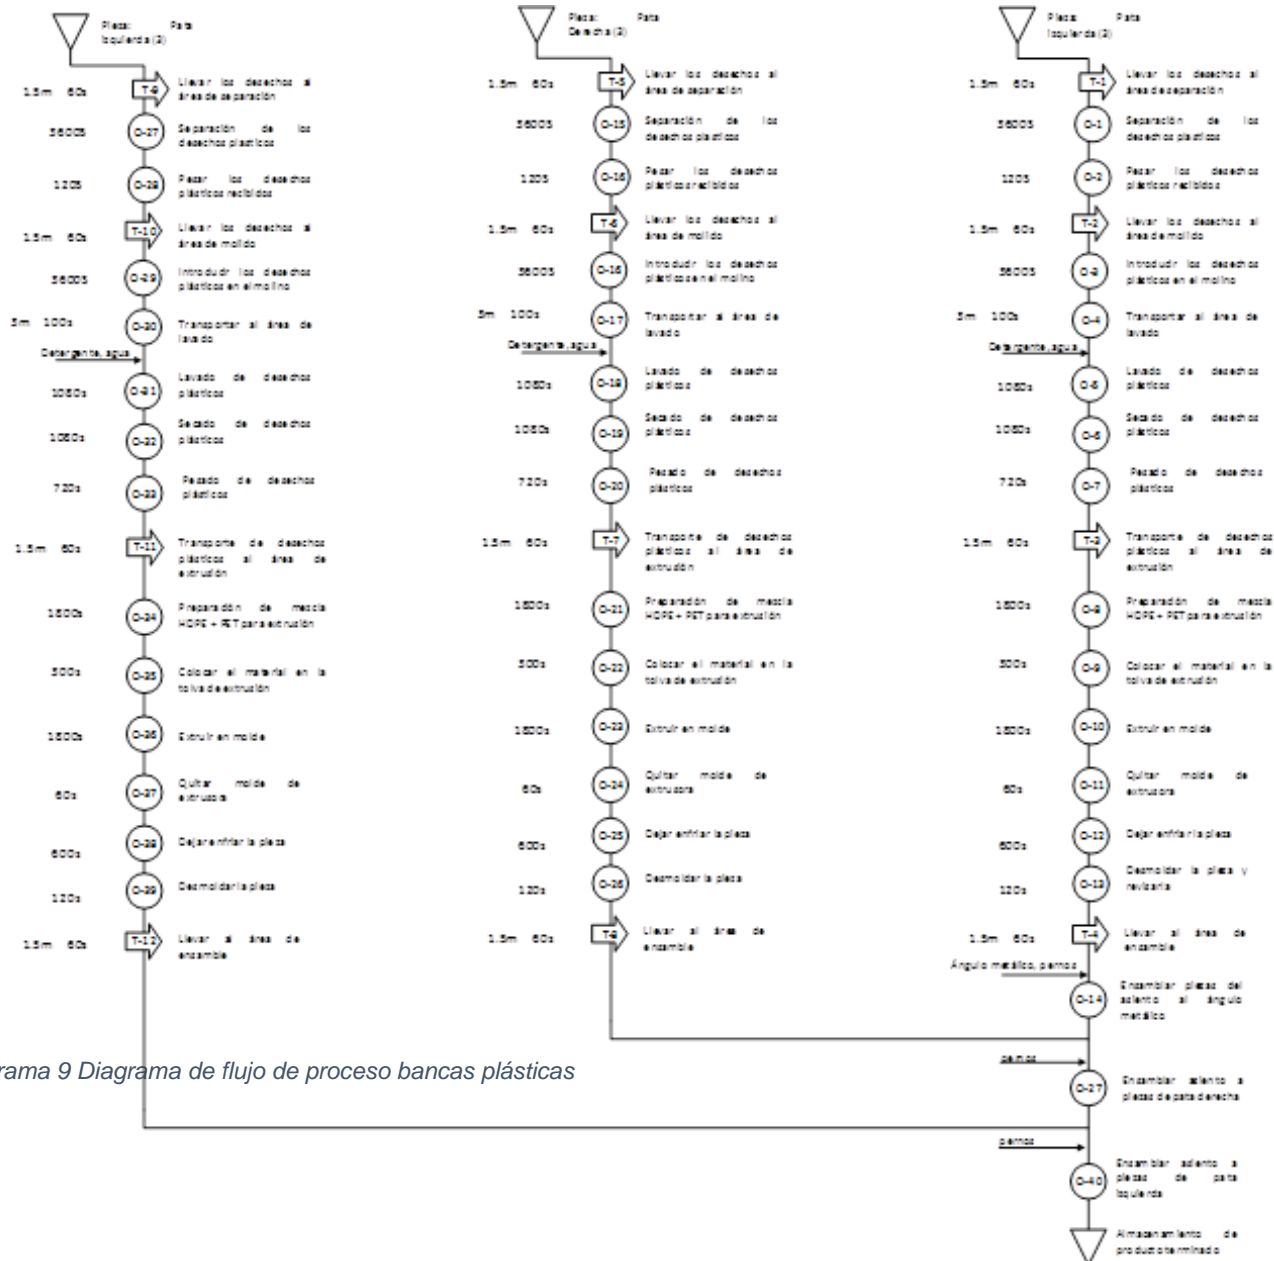 Pieza: Pata
Izquierda (3)
1.5m 60s
T-9
Llevar los desechos al
área de separación
3600s
O-27
Separación de los
desechos plasticos
120s
O-28
Pesar los desechos
plásticos recibidos
1.5m 60s
T-10
Llevar los desechos al
área de molido
3600s
O-29
Introducir los desechos
plásticos en el molino
3m 100s
O-30
Transportar al área de
lavado
Detergente, agua
1080s
O-31
Lavado de desechos
plásticos
1080s
O-32
Secado de desechos
plásticos
720s
O-33
Pesado de desechos
plásticos
1.5m 60s
T-11
Transporte de desechos
plásticos al área de
extrusión
1800s
O-34
Preparación de mezcla
HDPE + PET para extrusión
300s
O-35
Colocar el material en la
tolva de extrusión
1800s
O-36
Extruir en molde
60s
O-37
Quitar molde de
extrusora
600s
O-38
Dejar enfriar la pieza
120s
O-39
Desmoldar la pieza
1.5m 60s
T-12
Llevar al área de
ensamble
Pieza: Pata
Derecha (3)
1.5m 60s
T-5
Llevar los desechos al
área de separación
3600s
O-15
Separación de los
desechos plasticos
120s
O-16
Pesar los desechos
plásticos recibidos
1.5m 60s
T-6
Llevar los desechos al
área de molido
3600s
O-16
Introducir los desechos
plásticos en el molino
3m 100s
O-17
Transportar al área de
lavado
Detergente, agua
1080s
O-18
Lavado de desechos
plásticos
1080s
O-19
Secado de desechos
plásticos
720s
O-20
Pesado de desechos
plásticos
1.5m 60s
T-7
Transporte de desechos
plásticos al área de
extrusión
1800s
O-21
Preparación de mezcla
HDPE + PET para extrusión
300s
O-22
Colocar el material en la
tolva de extrusión
1800s
O-23
Extruir en molde
60s
O-24
Quitar molde de
extrusora
600s
O-25
Dejar enfriar la pieza
120s
O-26
Desmoldar la pieza
1.5m 60s
T-8
Llevar al área de
ensamble
Pieza: Pata
Izquierda (3)
1.5m 60s
T-1
Llevar los desechos al
área de separación
3600s
O-1
Separación de los
desechos plasticos
120s
O-2
Pesar los desechos
plásticos recibidos
1.5m 60s
T-2
Llevar los desechos al
área de molido
3600s
O-3
Introducir los desechos
plásticos en el molino
3m 100s
O-4
Transportar al área de
lavado
Detergente, agua
1080s
O-5
Lavado de desechos
plásticos
1080s
O-6
Secado de desechos
plásticos
720s
O-7
Pesado de desechos
plásticos
1.5m 60s
T-3
Transporte de desechos
plásticos al área de
extrusión
1800s
O-8
Preparación de mezcla
HDPE + PET para extrusión
300s
O-9
Colocar el material en la
tolva de extrusión
1800s
O-10
Extruir en molde
60s
O-11
Quitar molde de
extrusora
600s
O-12
Dejar enfriar la pieza
120s
O-13
Desmoldar la pieza y
revisarla
1.5m 60s
T-4
Llevar al área de
ensamble
Ángulo metálico, pernos
O-14
Ensamblar piezas del
asiento al ángulo
metálico
pernos
O-27
Ensamblar asiento a
piezas de pata derecha
pernos
O-40
Ensamblar asiento a
piezas de pata
izquierda
Almacenamiento de
producto terminado
rama 9 Diagrama de flujo de proceso bancas plásticas